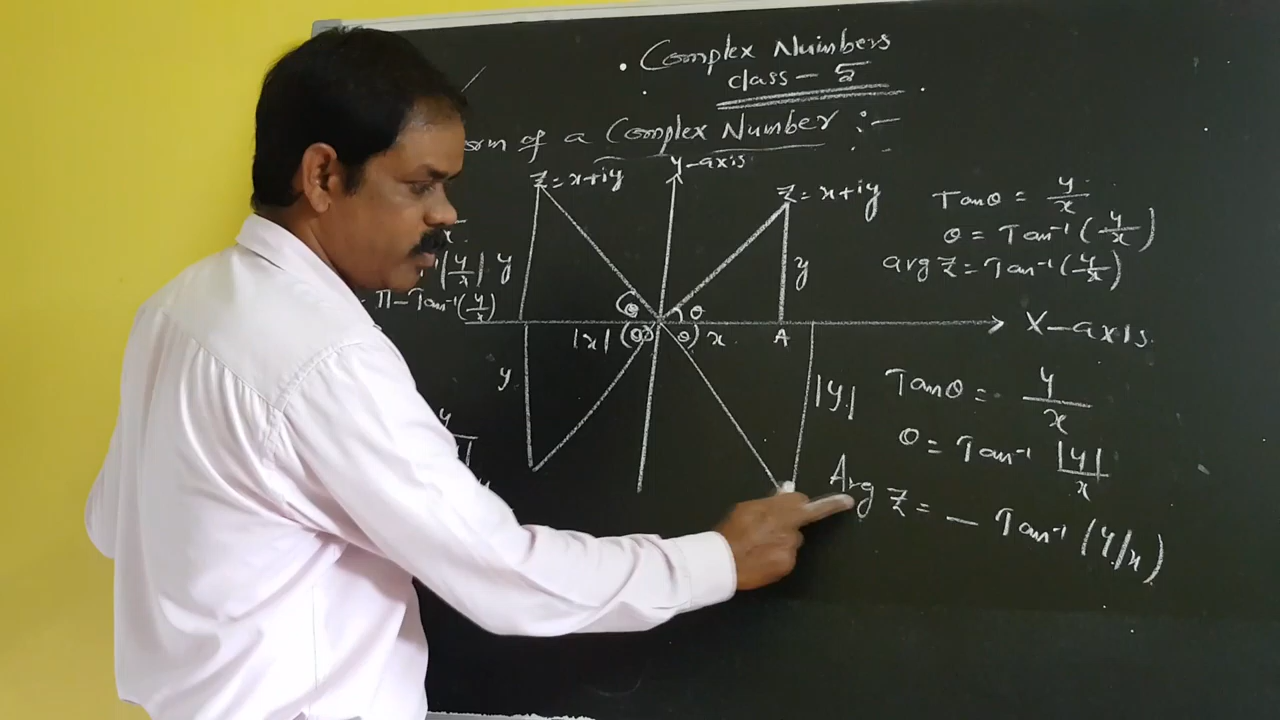 Complex Numbers
class - 5
orm of a Complex Number :-
Z = x+iy
y-axis
Z = x+iy
Tanθ = y/x
θ = Tan⁻¹(y/x)
arg Z = Tan⁻¹(y/x)
x.
|y/x|
y
y
= π - Tan⁻¹(y/x)
θ
θ
X-axis
|x|
θ
θ
x
A
y
|y|
Tanθ = y/x
θ = Tan⁻¹ |y|/x
Arg Z = - Tan⁻¹ (y/x)